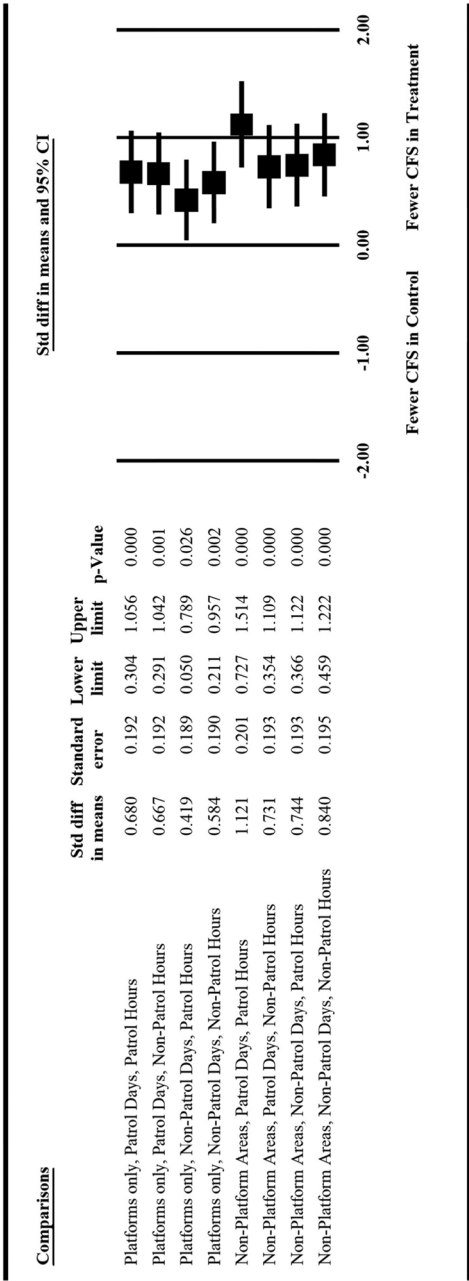 Comparisons
Std diff in means and 95% CI
Std diff Standard Lower Upper
in means error limit limit p-Value
Platforms only, Patrol Days, Patrol Hours 0.680 0.192 0.304 1.056 0.000
Platforms only, Patrol Days, Non-Patrol Hours 0.667 0.192 0.291 1.042 0.001
Platforms only, Non-Patrol Days, Patrol Hours 0.419 0.189 0.050 0.789 0.026
Platforms only, Non-Patrol Days, Non-Patrol Hours 0.584 0.190 0.211 0.957 0.002
Non-Platform Areas, Patrol Days, Patrol Hours 1.121 0.201 0.727 1.514 0.000
Non-Platform Areas, Patrol Days, Non-Patrol Hours 0.731 0.193 0.354 1.109 0.000
Non-Platform Areas, Non-Patrol Days, Patrol Hours 0.744 0.193 0.366 1.122 0.000
Non-Platform Areas, Non-Patrol Days, Non-Patrol Hours 0.840 0.195 0.459 1.222 0.000
-2.00 -1.00 0.00 1.00 2.00
Fewer CFS in Control Fewer CFS in Treatment